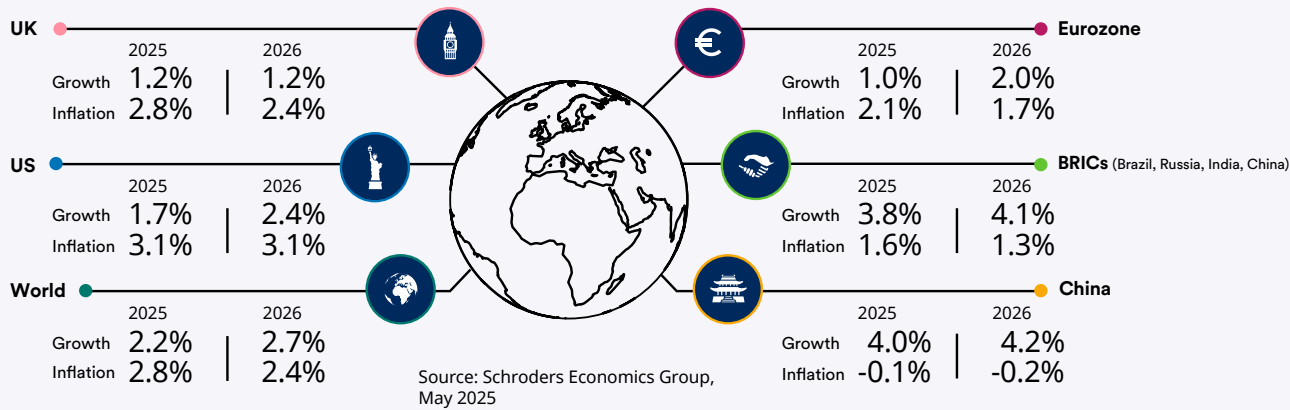 UK
2025 2026
Growth 1.2% 1.2%
Inflation 2.8% 2.4%
Eurozone
2025 2026
Growth 1.0% 2.0%
Inflation 2.1% 1.7%
US
2025 2026
Growth 1.7% 2.4%
Inflation 3.1% 3.1%
BRICs (Brazil, Russia, India, China)
2025 2026
Growth 3.8% 4.1%
Inflation 1.6% 1.3%
World
2025 2026
Growth 2.2% 2.7%
Inflation 2.8% 2.4%
China
2025 2026
Growth 4.0% 4.2%
Inflation -0.1% -0.2%
Source: Schroders Economics Group,
May 2025